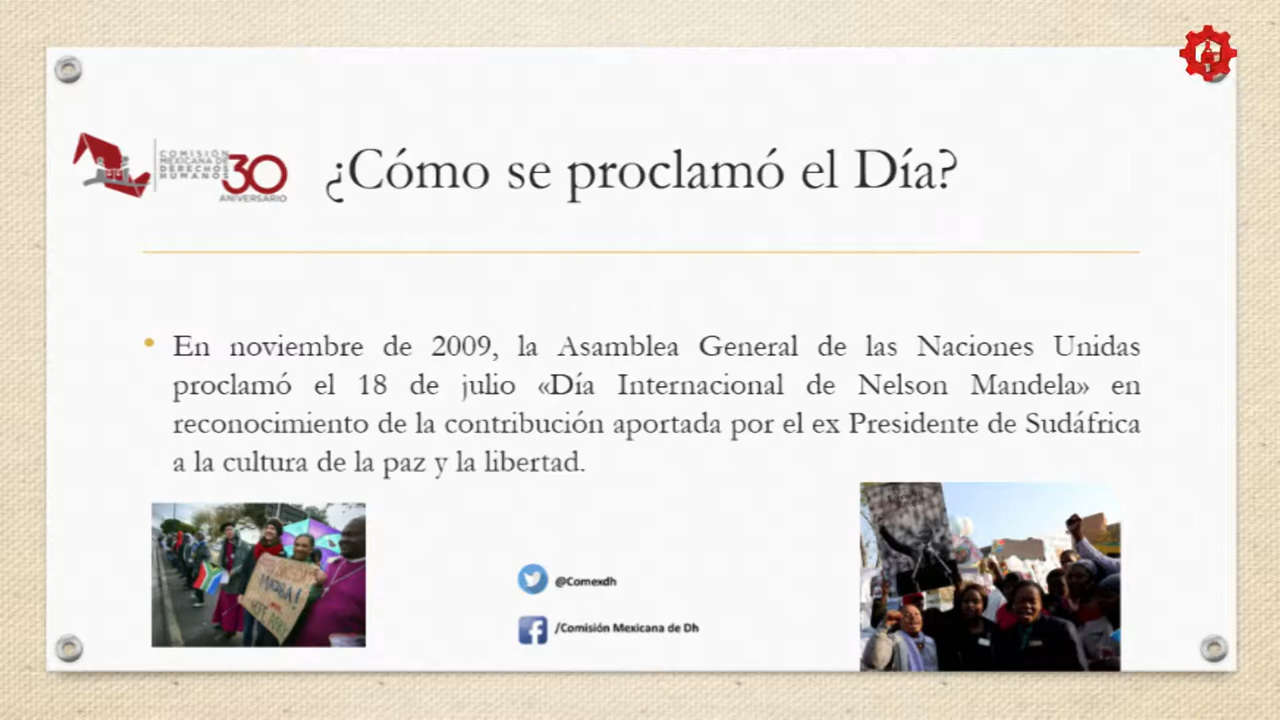 COMISIÓN
MEXICANA DE
DERECHOS
HUMANOS
30
ANIVERSARIO
¿Cómo se proclamó el Día?
• En noviembre de 2009, la Asamblea General de las Naciones Unidas
proclamó el 18 de julio «Día Internacional de Nelson Mandela» en
reconocimiento de la contribución aportada por el ex Presidente de Sudáfrica
a la cultura de la paz y la libertad.
MADIBA!
@Comexdh
/Comisión Mexicana de Dh